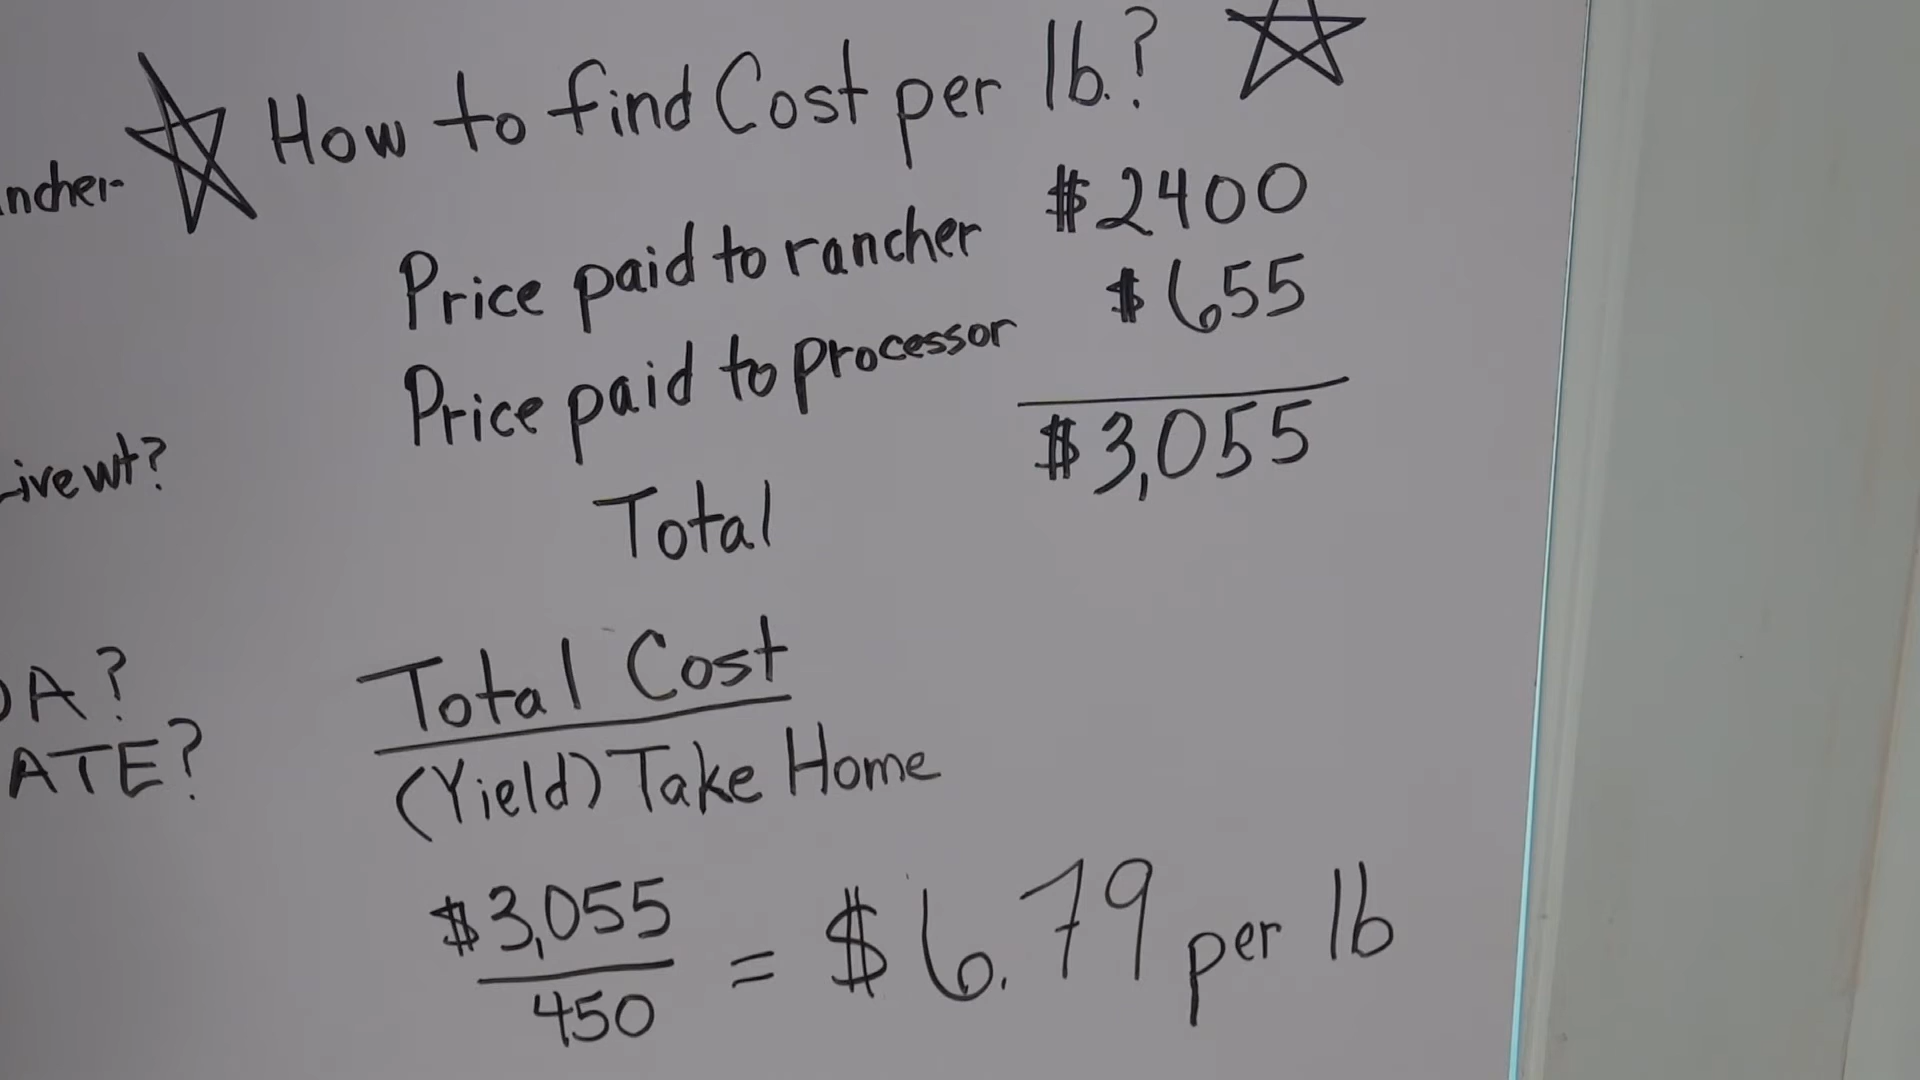 How to find Cost per lb.?
Price paid to rancher $2400
Price paid to processor $655
Total $3,055
Live wt?
Total Cost
(Yield) Take Home
ATE?
$3,055
450
= $6.79 per lb